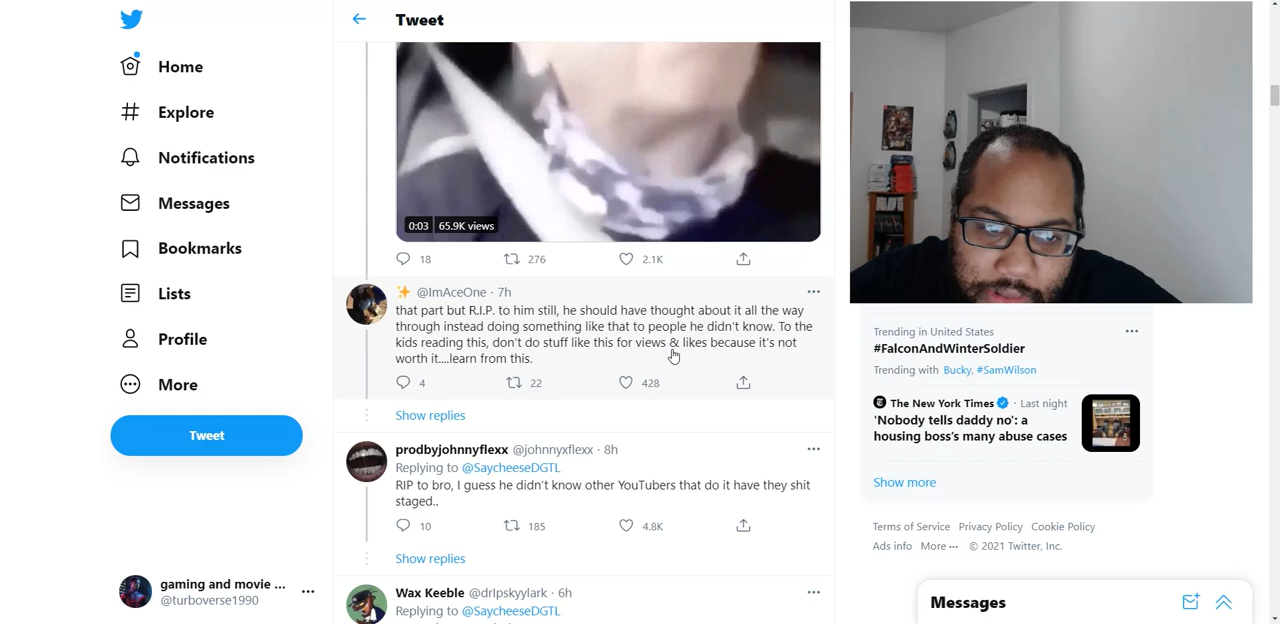 Tweet
Home
Explore
Notifications
Messages
Bookmarks
Lists
Profile
More
Tweet
gaming and movie ...
@turboverse1990
0:03 65.9K views
18 276 2.1K
@ImAceOne · 7h
that part but R.I.P. to him still, he should have thought about it all the way
through instead doing something like that to people he didn't know. To the
kids reading this, don't do stuff like this for views & likes because it's not
worth it....learn from this.
4 22 428
Show replies
prodbyjohnnyflexx @johnnyxflexx · 8h
Replying to @SaycheeseDGTL
RIP to bro, I guess he didn't know other YouTubers that do it have they shit
staged..
10 185 4.8K
Show replies
Wax Keeble @drIpskyylark · 6h
Replying to @SaycheeseDGTL
Trending in United States
#FalconAndWinterSoldier
Trending with Bucky, #SamWilson
The New York Times · Last night
'Nobody tells daddy no': a
housing boss's many abuse cases
Show more
Terms of Service Privacy Policy Cookie Policy
Ads info More ··· © 2021 Twitter, Inc.
Messages